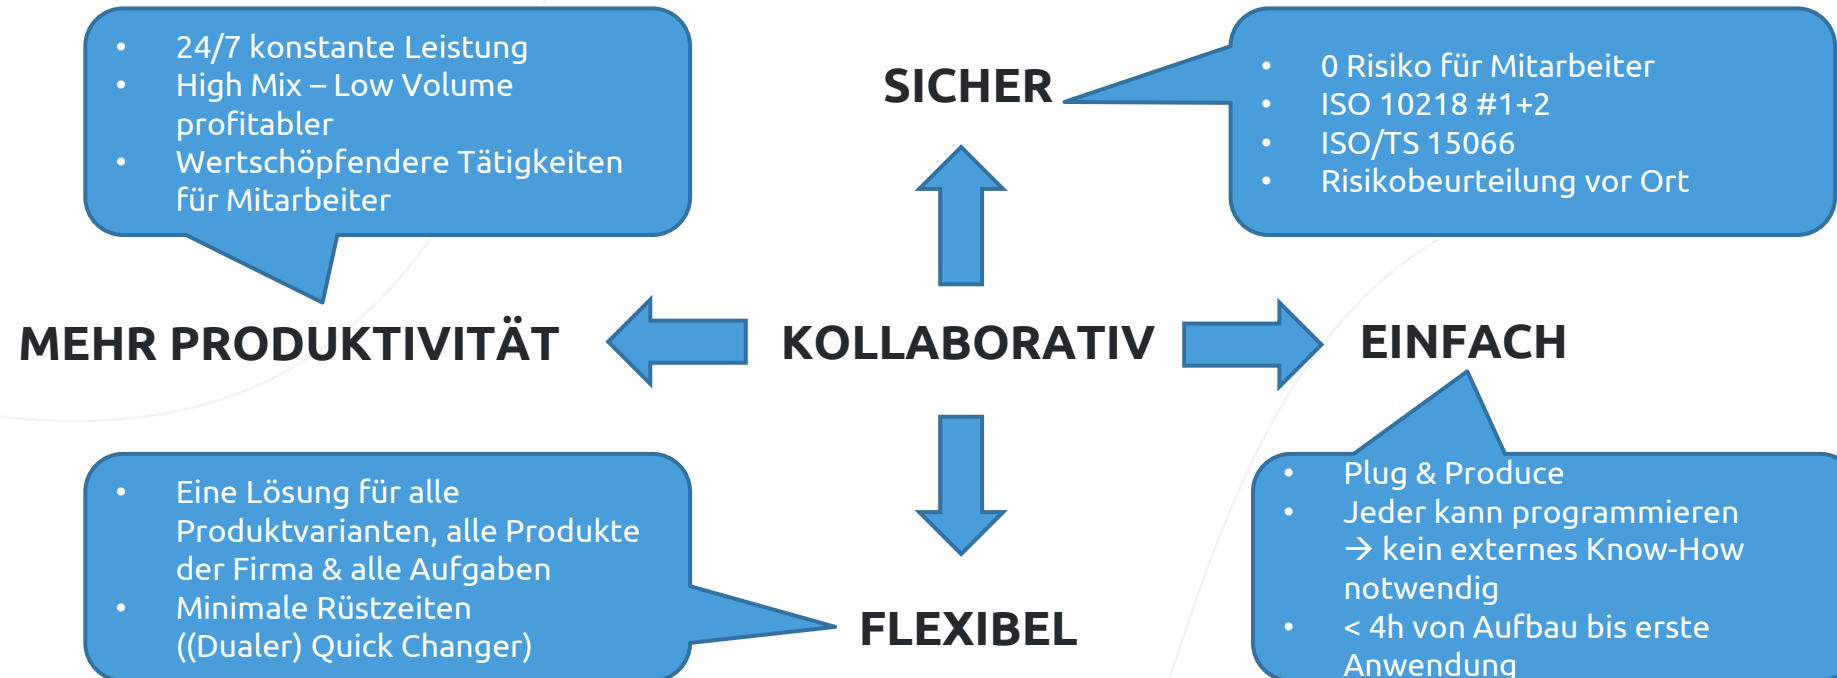 • 24/7 konstante Leistung
• High Mix – Low Volume
profitabler
• Wertschöpfendere Tätigkeiten
für Mitarbeiter
SICHER
• 0 Risiko für Mitarbeiter
• ISO 10218 #1+2
• ISO/TS 15066
• Risikobeurteilung vor Ort
MEHR PRODUKTIVITÄT
KOLLABORATIV
EINFACH
• Eine Lösung für alle
Produktvarianten, alle Produkte
der Firma & alle Aufgaben
• Minimale Rüstzeiten
((Dualer) Quick Changer)
FLEXIBEL
• Plug & Produce
• Jeder kann programmieren
→ kein externes Know-How
notwendig
• < 4h von Aufbau bis erste
Anwendung